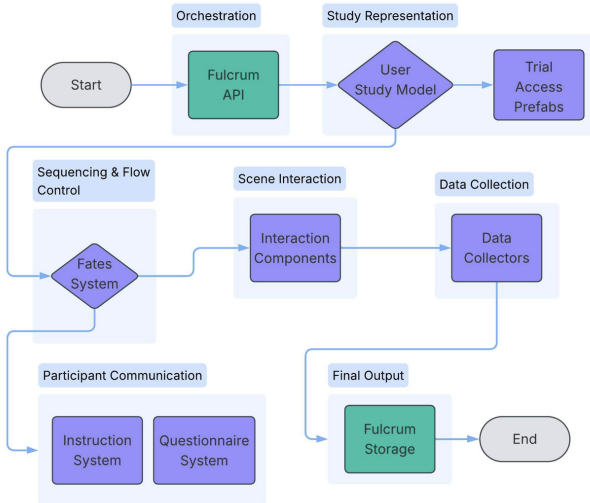 Orchestration
Study Representation
Start
Fulcrum
API
User
Study Model
Trial
Access
Prefabs
Sequencing & Flow
Control
Scene Interaction
Data Collection
Fates
System
Interaction
Components
Data
Collectors
Participant Communication
Final Output
Instruction
System
Questionnaire
System
Fulcrum
Storage
End